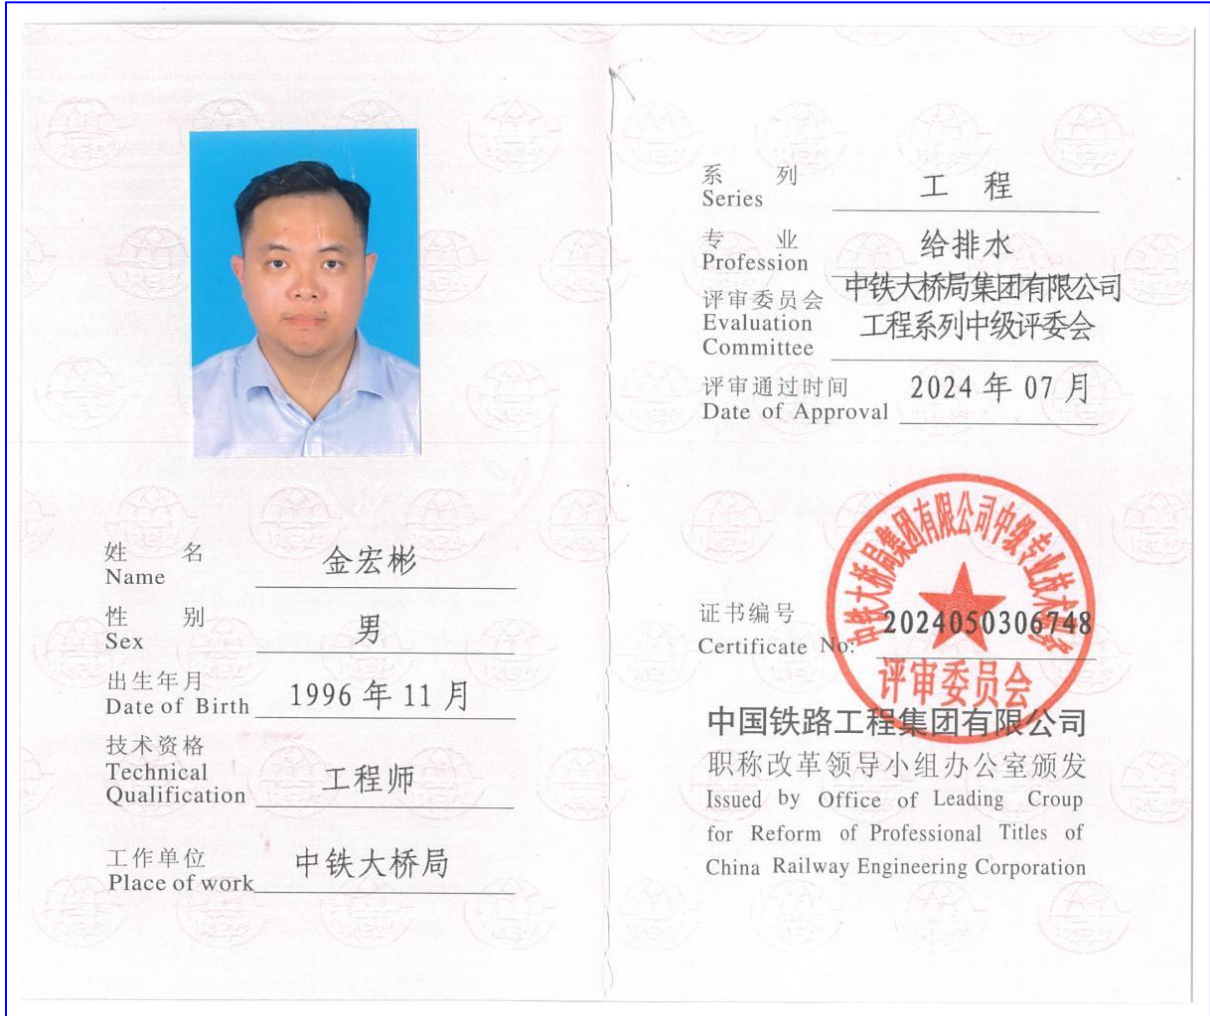 姓 名
Name
金宏彬
性 别
Sex
男
出生年月
Date of Birth
1996 年 11 月
技术资格
Technical
Qualification
工程师
工作单位
Place of work
中铁大桥局
系 列
Series
工 程
专 业
Profession
给排水
评审委员会
Evaluation
Committee
中铁大桥局集团有限公司
工程系列中级评委会
评审通过时间
Date of Approval
2024 年 07 月
中铁大桥局集团有限公司中级专业技术职务
评审委员会
证书编号
Certificate No:
2024050306748
中国铁路工程集团有限公司
职称改革领导小组办公室颁发
Issued by Office of Leading Croup
for Reform of Professional Titles of
China Railway Engineering Corporation